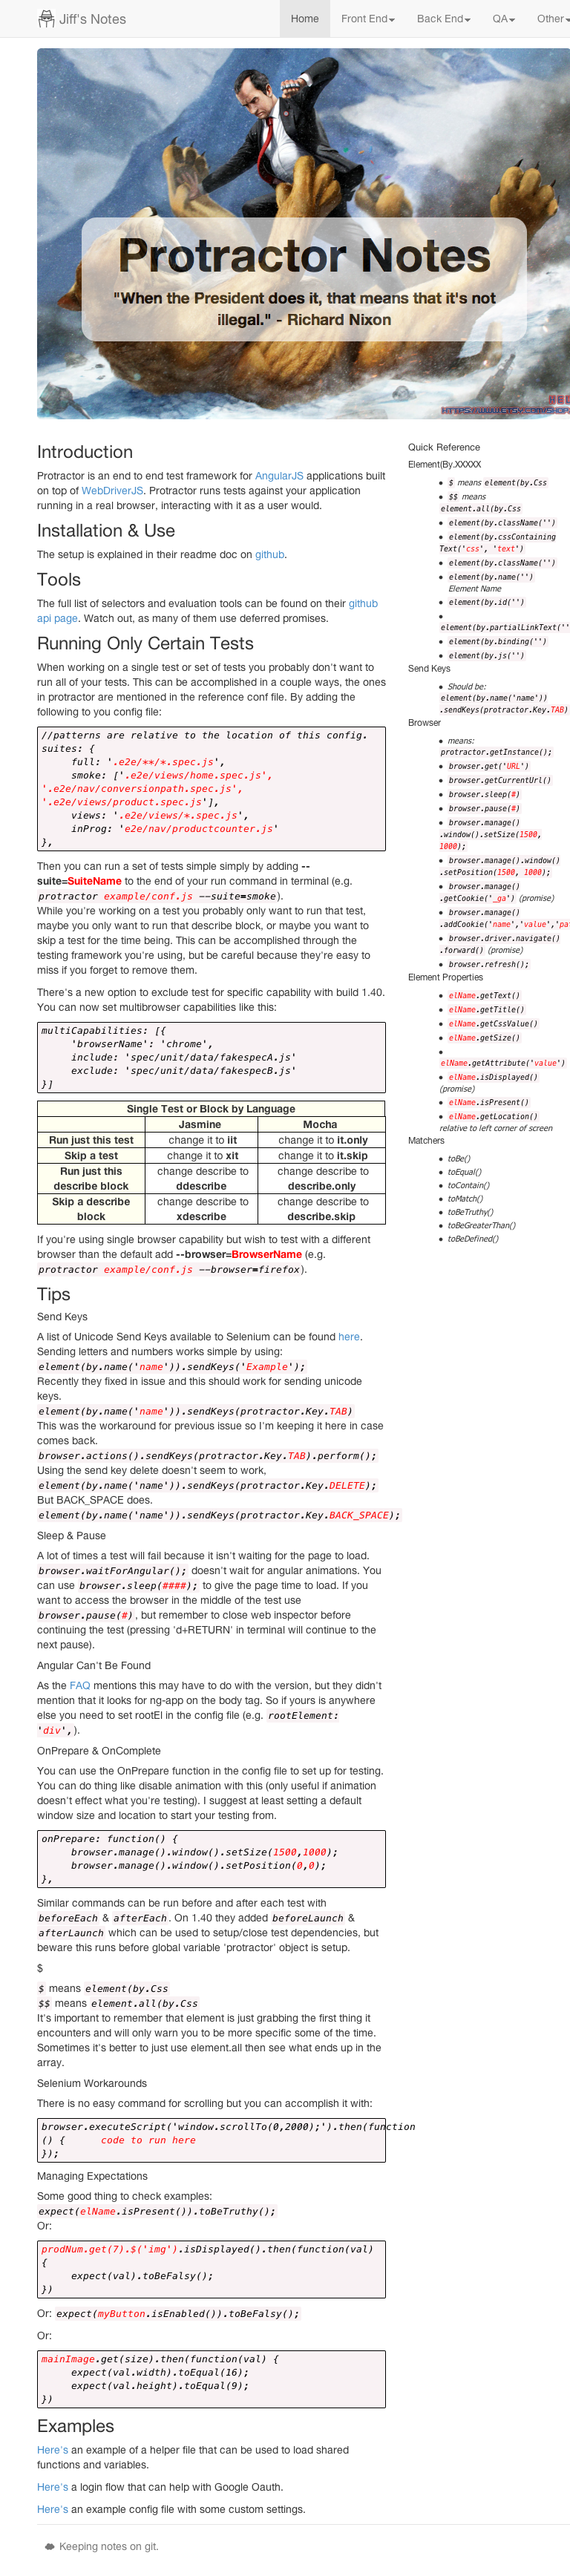 Jiff's Notes
Home Front End Back End QA Other
Protractor Notes
"When the President does it, that means that it's not
illegal." - Richard Nixon
Introduction
Protractor is an end to end test framework for AngularJS applications built
on top of WebDriverJS. Protractor runs tests against your application
running in a real browser, interacting with it as a user would.
Installation & Use
The setup is explained in their readme doc on github.
Tools
The full list of selectors and evaluation tools can be found on their github
api page. Watch out, as many of them use deferred promises.
Running Only Certain Tests
When working on a single test or set of tests you probably don't want to
run all of your tests. This can be accomplished in a couple ways, the ones
in protractor are mentioned in the reference conf file. By adding the
following to you config file:
//patterns are relative to the location of this config.
suites: {
full: '.e2e/**/*.spec.js',
smoke: ['.e2e/views/home.spec.js',
'.e2e/nav/conversionpath.spec.js',
'.e2e/views/product.spec.js'],
views: '.e2e/views/*.spec.js',
inProg: 'e2e/nav/productcounter.js'
},
Then you can run a set of tests simple simply by adding --
suite=SuiteName to the end of your run command in terminal (e.g.
protractor example/conf.js --suite=smoke).
While you're working on a test you probably only want to run that test,
maybe you only want to run that describe block, or maybe you want to
skip a test for the time being. This can be accomplished through the
testing framework you're using, but be careful because they're easy to
miss if you forget to remove them.
There's a new option to exclude test for specific capability with build 1.40.
You can now set multibrowser capabilities like this:
multiCapabilities: [{
'browserName': 'chrome',
include: 'spec/unit/data/fakespecA.js'
exclude: 'spec/unit/data/fakespecB.js'
}]
Single Test or Block by Language
Jasmine Mocha
Run just this test change it to iit change it to it.only
Skip a test change it to xit change it to it.skip
Run just this change describe to change describe to
describe block ddescribe describe.only
Skip a describe change describe to change describe to
block xdescribe describe.skip
If you're using single browser capability but wish to test with a different
browser than the default add --browser=BrowserName (e.g.
protractor example/conf.js --browser=firefox).
Tips
Send Keys
A list of Unicode Send Keys available to Selenium can be found here.
Sending letters and numbers works simple by using:
element(by.name('name')).sendKeys('Example');
Recently they fixed in issue and this should work for sending unicode
keys.
element(by.name('name')).sendKeys(protractor.Key.TAB)
This was the workaround for previous issue so I'm keeping it here in case
comes back.
browser.actions().sendKeys(protractor.Key.TAB).perform();
Using the send key delete doesn't seem to work,
element(by.name('name')).sendKeys(protractor.Key.DELETE);
But BACK_SPACE does.
element(by.name('name')).sendKeys(protractor.Key.BACK_SPACE);
Sleep & Pause
A lot of times a test will fail because it isn't waiting for the page to load.
browser.waitForAngular(); doesn't wait for angular animations. You
can use browser.sleep(####); to give the page time to load. If you
want to access the browser in the middle of the test use
browser.pause(#), but remember to close web inspector before
continuing the test (pressing 'd+RETURN' in terminal will continue to the
next pause).
Angular Can't Be Found
As the FAQ mentions this may have to do with the version, but they didn't
mention that it looks for ng-app on the body tag. So if yours is anywhere
else you need to set rootEl in the config file (e.g. rootElement:
'div',).
OnPrepare & OnComplete
You can use the OnPrepare function in the config file to set up for testing.
You can do thing like disable animation with this (only useful if animation
doesn't effect what you're testing). I suggest at least setting a default
window size and location to start your testing from.
onPrepare: function() {
browser.manage().window().setSize(1500,1000);
browser.manage().window().setPosition(0,0);
},
Similar commands can be run before and after each test with
beforeEach & afterEach. On 1.40 they added beforeLaunch &
afterLaunch which can be used to setup/close test dependencies, but
beware this runs before global variable 'protractor' object is setup.
$
$ means element(by.Css
$$ means element.all(by.Css
It's important to remember that element is just grabbing the first thing it
encounters and will only warn you to be more specific some of the time.
Sometimes it's better to just use element.all then see what ends up in the
array.
Selenium Workarounds
There is no easy command for scrolling but you can accomplish it with:
browser.executeScript('window.scrollTo(0,2000);').then(function
() { code to run here
});
Managing Expectations
Some good thing to check examples:
expect(elName.isPresent()).toBeTruthy();
Or:
prodNum.get(7).$('img').isDisplayed().then(function(val)
{
expect(val).toBeFalsy();
})
Or: expect(myButton.isEnabled()).toBeFalsy();
Or:
mainImage.get(size).then(function(val) {
expect(val.width).toEqual(16);
expect(val.height).toEqual(9);
})
Examples
Here's an example of a helper file that can be used to load shared
functions and variables.
Here's a login flow that can help with Google Oauth.
Here's an example config file with some custom settings.
Quick Reference
Element(By.XXXXX
$ means element(by.Css
$$ means
element.all(by.Css
element(by.className('')
element(by.cssContaining
Text('css', 'text')
element(by.className('')
element(by.name('')
Element Name
element(by.id('')
element(by.partialLinkText(''
element(by.binding('')
element(by.js('')
Send Keys
Should be:
element(by.name('name'))
.sendKeys(protractor.Key.TAB)
Browser
means:
protractor.getInstance();
browser.get('URL')
browser.getCurrentUrl()
browser.sleep(#)
browser.pause(#)
browser.manage()
.window().setSize(1500,
1000);
browser.manage().window()
.setPosition(1500, 1000);
browser.manage()
.getCookie('_ga') (promise)
browser.manage()
.addCookie('name','value','pa
browser.driver.navigate()
.forward() (promise)
browser.refresh();
Element Properties
elName.getText()
elName.getTitle()
elName.getCssValue()
elName.getSize()
elName.getAttribute('value')
elName.isDisplayed()
(promise)
elName.isPresent()
elName.getLocation()
relative to left corner of screen
Matchers
toBe()
toEqual()
toContain()
toMatch()
toBeTruthy()
toBeGreaterThan()
toBeDefined()
Keeping notes on git.